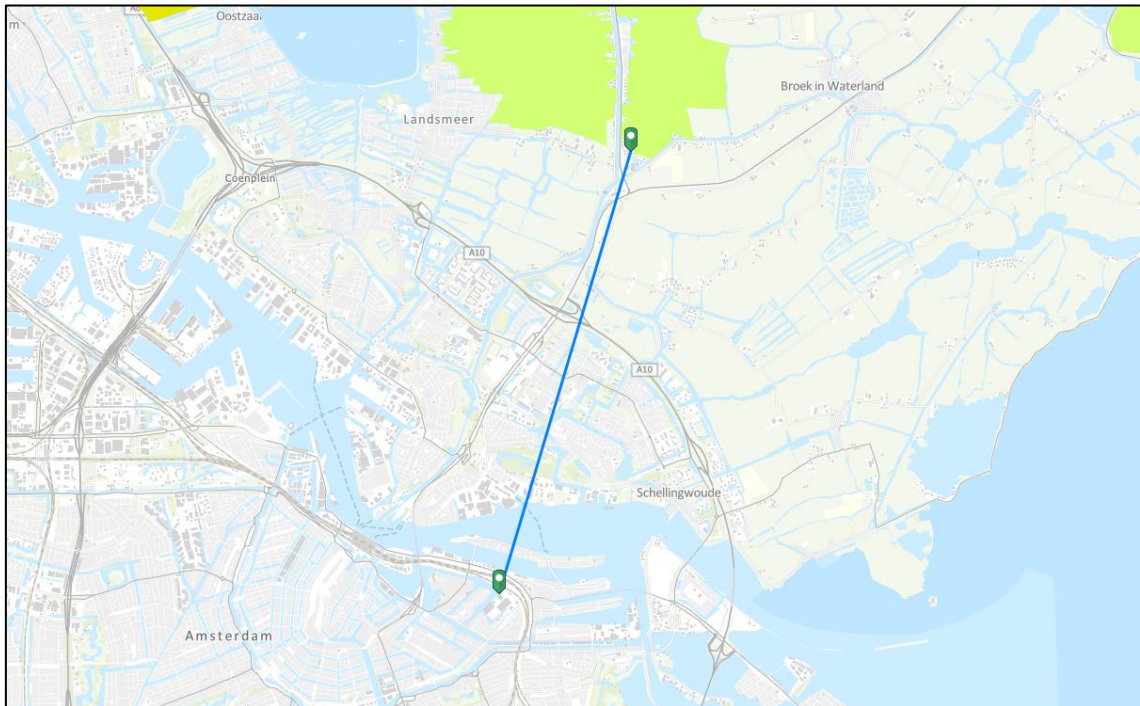 Oostzaan
Broek in Waterland
Landsmeer
Coenplein
A10
A10
Schellingwoude
Amsterdam